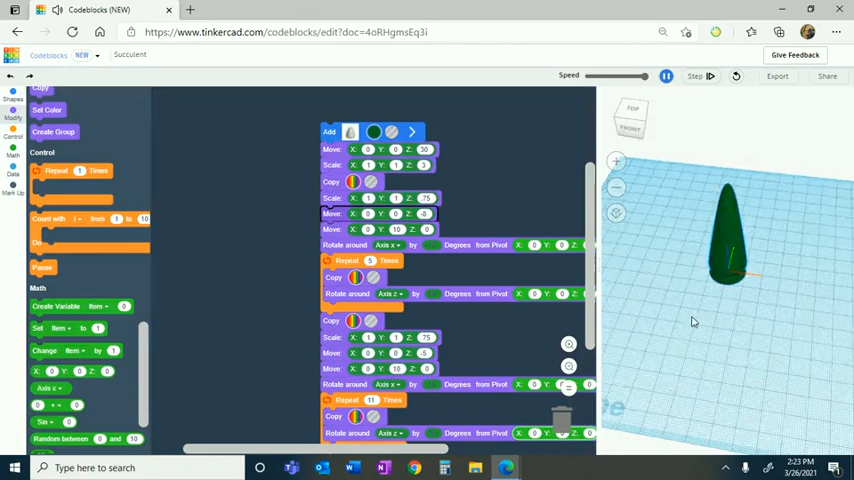 Codeblocks (NEW)
https://www.tinkercad.com/codeblocks/edit?doc=4oRHgmsEq3i
Codeblocks NEW Succulent Give Feedback
Speed Step Export Share
Shapes
Modify
Control
Math
Data
Mark Up
Copy
Set Color
Create Group
Control
Repeat 1 Times
Count with i from 1 to 10
Do
Pause
Math
Create Variable Item 0
Set Item to 1
Change Item by 1
X: 0 Y: 0 Z: 0
Axis x
0 + 0
Sin 0
Random between 0 and 10
Add
Move: X: 0 Y: 0 Z: 30
Scale: X: 1 Y: 1 Z: 3
Copy
Scale: X: 1 Y: 1 Z: .75
Move: X: 0 Y: 0 Z: -8
Move: X: 0 Y: 10 Z: 0
Rotate around Axis x by Degrees from Pivot X: 0 Y: 0 Z: 0
Repeat 5 Times
Copy
Rotate around Axis z by Degrees from Pivot X: 0 Y: 0 Z: 0
Copy
Scale: X: 1 Y: 1 Z: .75
Move: X: 0 Y: 0 Z: -5
Move: X: 0 Y: 10 Z: 0
Rotate around Axis x by Degrees from Pivot X: 0 Y: 0 Z: 0
Repeat 11 Times
Copy
Rotate around Axis z by Degrees from Pivot X: 0 Y: 0 Z: 0
TOP
FRONT
Type here to search
2:23 PM
3/26/2021